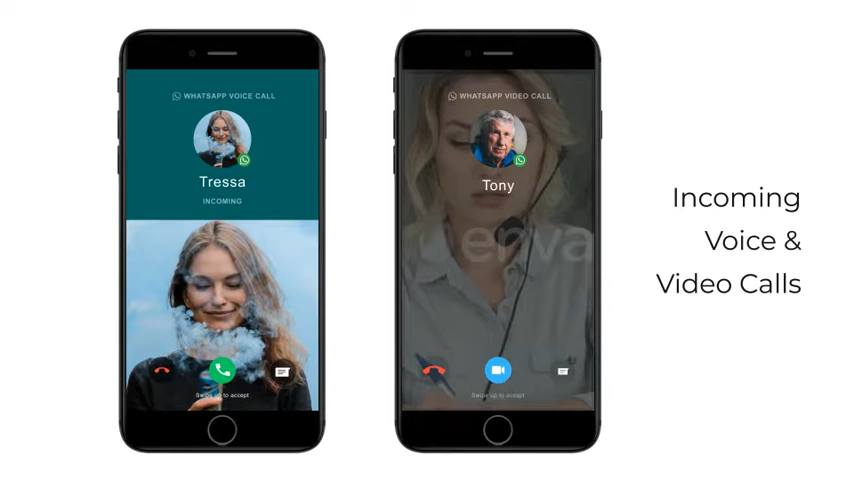 WHATSAPP VOICE CALL
Tressa
INCOMING
Swipe up to accept
WHATSAPP VIDEO CALL
Tony
enva
Swipe up to accept
Incoming
Voice &
Video Calls